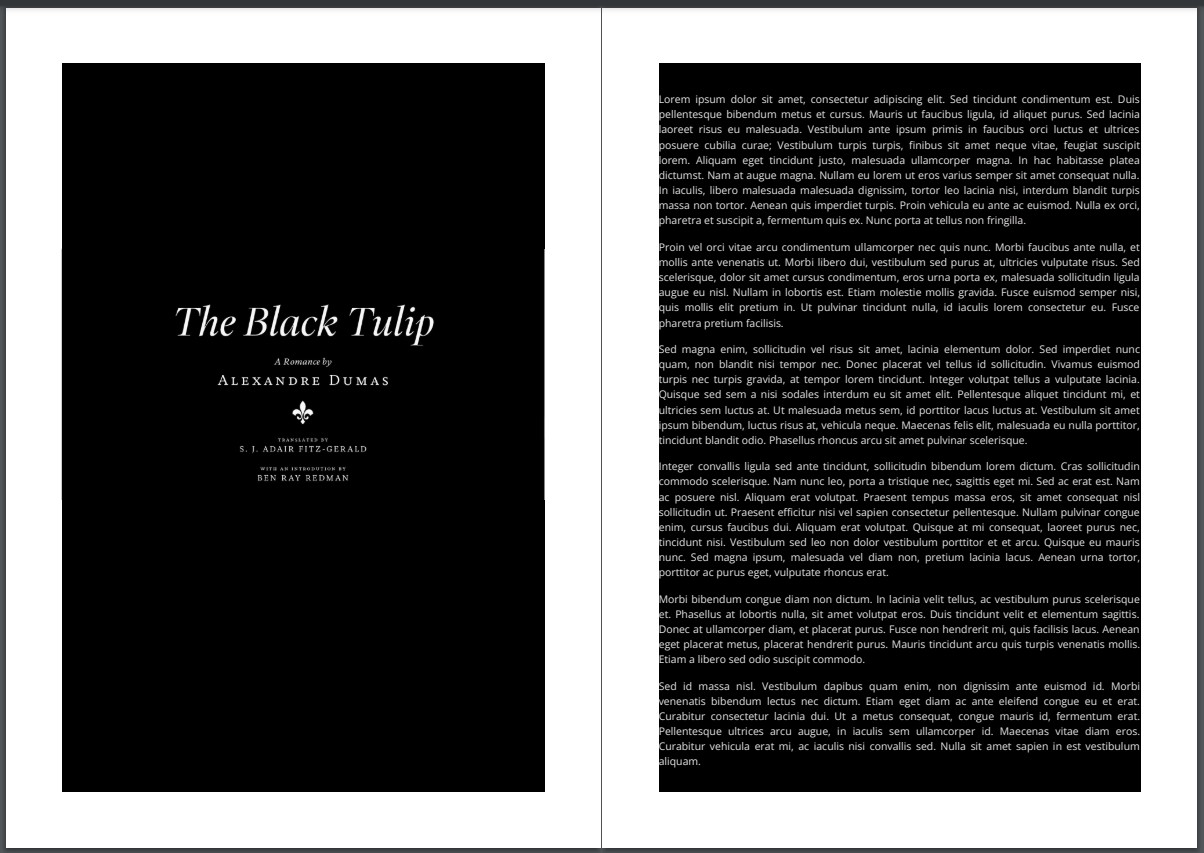 The Black Tulip
A Romance by
ALEXANDRE DUMAS
TRANSLATED BY
S. J. ADAIR FITZ-GERALD
WITH AN INTRODUTION BY
BEN RAY REDMAN
Lorem ipsum dolor sit amet, consectetur adipiscing elit. Sed tincidunt condimentum est. Duis
pellentesque bibendum metus et cursus. Mauris ut faucibus ligula, id aliquet purus. Sed lacinia
laoreet risus eu malesuada. Vestibulum ante ipsum primis in faucibus orci luctus et ultrices
posuere cubilia curae; Vestibulum turpis turpis, finibus sit amet neque vitae, feugiat suscipit
lorem. Aliquam eget tincidunt justo, malesuada ullamcorper magna. In hac habitasse platea
dictumst. Nam at augue magna. Nullam eu lorem ut eros varius semper sit amet consequat nulla.
In iaculis, libero malesuada malesuada dignissim, tortor leo lacinia nisi, interdum blandit turpis
massa non tortor. Aenean quis imperdiet turpis. Proin vehicula eu ante ac euismod. Nulla ex orci,
pharetra et suscipit a, fermentum quis ex. Nunc porta at tellus non fringilla.
Proin vel orci vitae arcu condimentum ullamcorper nec quis nunc. Morbi faucibus ante nulla, et
mollis ante venenatis ut. Morbi libero dui, vestibulum sed purus at, ultricies vulputate risus. Sed
scelerisque, dolor sit amet cursus condimentum, eros urna porta ex, malesuada sollicitudin ligula
augue eu nisl. Nullam in lobortis est. Etiam molestie mollis gravida. Fusce euismod semper nisi,
quis mollis elit pretium in. Ut pulvinar tincidunt nulla, id iaculis lorem consectetur eu. Fusce
pharetra pretium facilisis.
Sed magna enim, sollicitudin vel risus sit amet, lacinia elementum dolor. Sed imperdiet nunc
quam, non blandit nisi tempor nec. Donec placerat vel tellus id sollicitudin. Vivamus euismod
turpis nec turpis gravida, at tempor lorem tincidunt. Integer volutpat tellus a vulputate lacinia.
Quisque sed sem a nisi sodales interdum eu sit amet elit. Pellentesque aliquet tincidunt mi, et
ultricies sem luctus at. Ut malesuada metus sem, id porttitor lacus luctus at. Vestibulum sit amet
ipsum bibendum, luctus risus at, vehicula neque. Maecenas felis elit, malesuada eu nulla porttitor,
tincidunt blandit odio. Phasellus rhoncus arcu sit amet pulvinar scelerisque.
Integer convallis ligula sed ante tincidunt, sollicitudin bibendum lorem dictum. Cras sollicitudin
commodo scelerisque. Nam nunc leo, porta a tristique nec, sagittis eget mi. Sed ac erat est. Nam
ac posuere nisl. Aliquam erat volutpat. Praesent tempus massa eros, sit amet consequat nisl
sollicitudin ut. Praesent efficitur nisi vel sapien consectetur pellentesque. Nullam pulvinar congue
enim, cursus faucibus dui. Aliquam erat volutpat. Quisque at mi consequat, laoreet purus nec,
tincidunt nisi. Vestibulum sed leo non dolor vestibulum porttitor et et arcu. Quisque eu mauris
nunc. Sed magna ipsum, malesuada vel diam non, pretium lacinia lacus. Aenean urna tortor,
porttitor ac purus eget, vulputate rhoncus erat.
Morbi bibendum congue diam non dictum. In lacinia velit tellus, ac vestibulum purus scelerisque
et. Phasellus at lobortis nulla, sit amet volutpat eros. Duis tincidunt velit et elementum sagittis.
Donec at ullamcorper diam, et placerat purus. Fusce non hendrerit mi, quis facilisis lacus. Aenean
eget placerat metus, placerat hendrerit purus. Mauris tincidunt arcu quis turpis venenatis mollis.
Etiam a libero sed odio suscipit commodo.
Sed id massa nisl. Vestibulum dapibus quam enim, non dignissim ante euismod id. Morbi
venenatis bibendum lectus nec dictum. Etiam eget diam ac ante eleifend congue eu et erat.
Curabitur consectetur lacinia dui. Ut a metus consequat, congue mauris id, fermentum erat.
Pellentesque ultrices arcu augue, in iaculis sem ullamcorper id. Maecenas vitae diam eros.
Curabitur vehicula erat mi, ac iaculis nisi convallis sed. Nulla sit amet sapien in est vestibulum
aliquam.